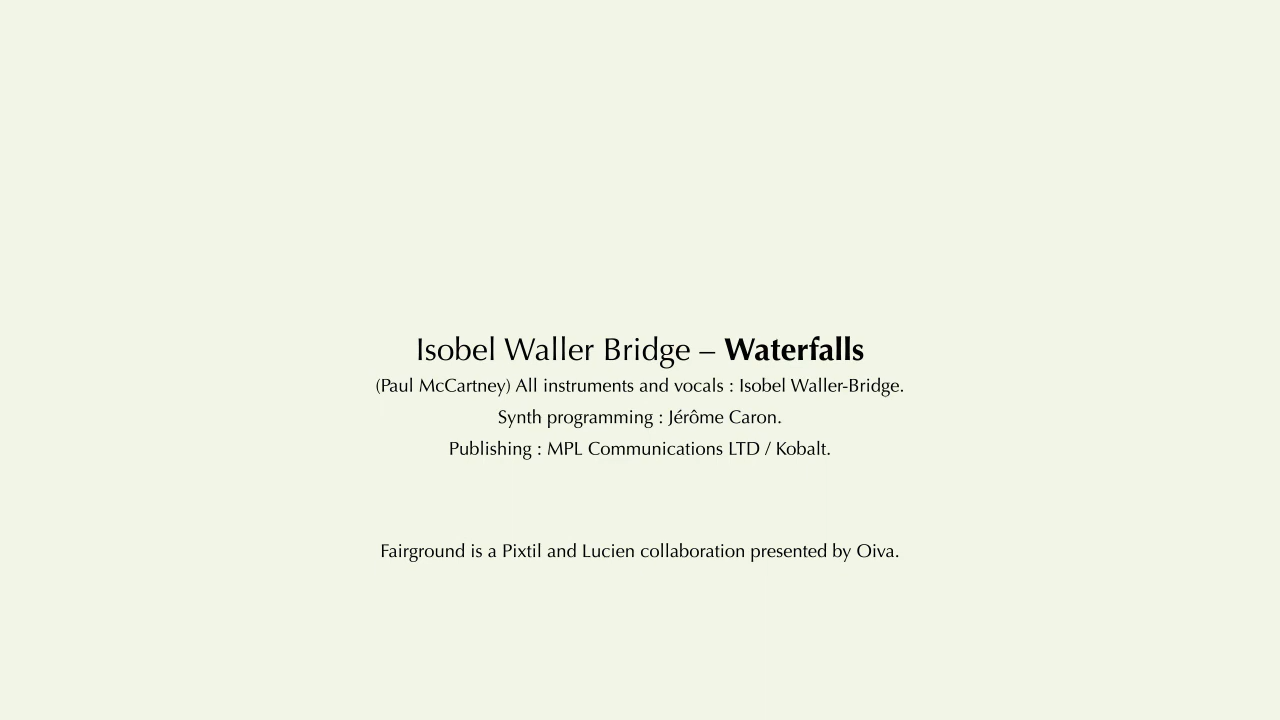 Isobel Waller Bridge – Waterfalls
(Paul McCartney) All instruments and vocals : Isobel Waller-Bridge.
Synth programming : Jérôme Caron.
Publishing : MPL Communications LTD / Kobalt.
Fairground is a Pixtil and Lucien collaboration presented by Oiva.